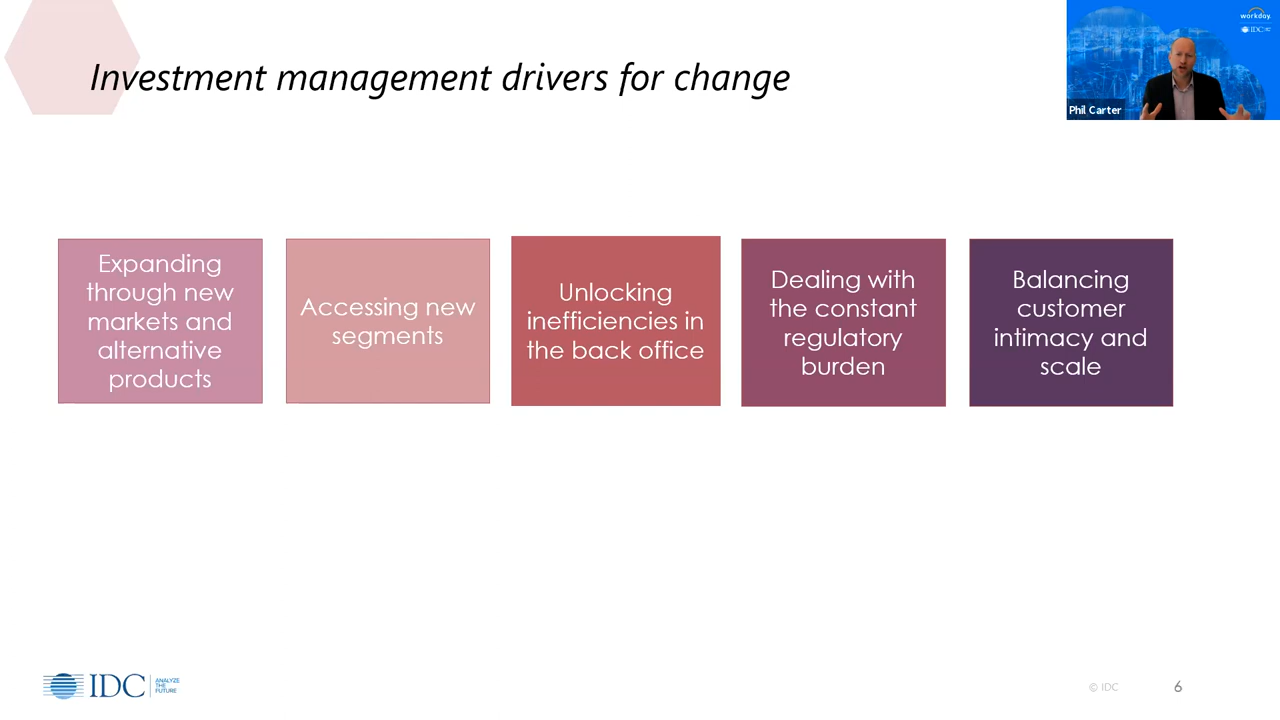 Investment management drivers for change
workday.
IDC
Phil Carter
Expanding
through new
markets and
alternative
products
Accessing new
segments
Unlocking
inefficiencies in
the back office
Dealing with
the constant
regulatory
burden
Balancing
customer
intimacy and
scale
IDC
ANALYZE
THE
FUTURE
© IDC
6